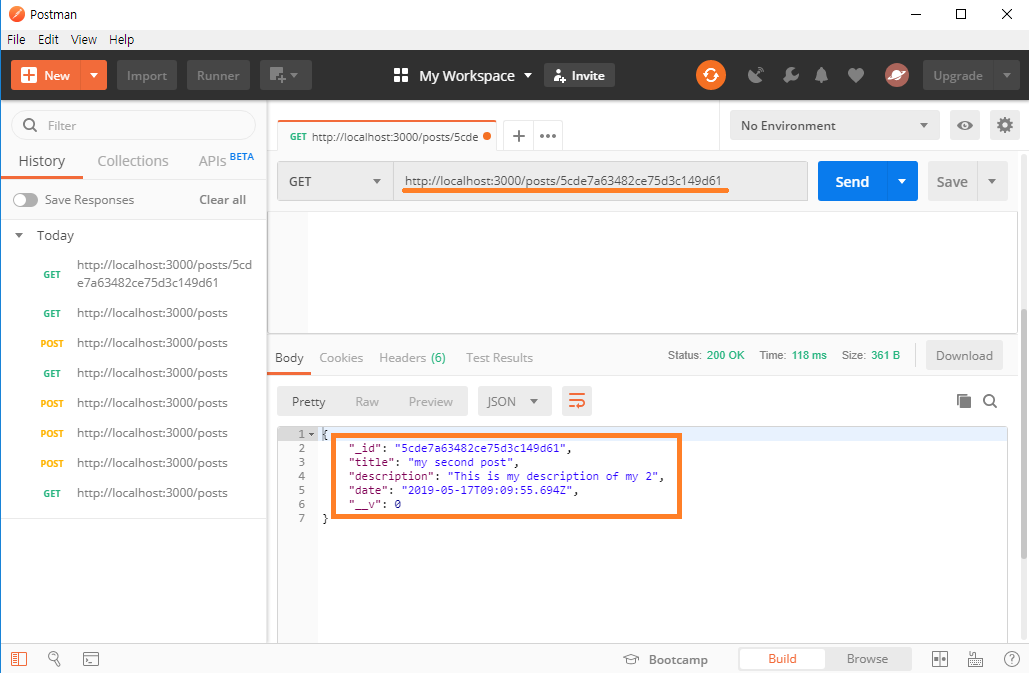 Postman
File Edit View Help
New Import Runner My Workspace Invite Upgrade
Filter
History Collections APIs BETA
Save Responses Clear all
Today
GET http://localhost:3000/posts/5cd
e7a63482ce75d3c149d61
GET http://localhost:3000/posts
POST http://localhost:3000/posts
GET http://localhost:3000/posts
POST http://localhost:3000/posts
POST http://localhost:3000/posts
POST http://localhost:3000/posts
GET http://localhost:3000/posts
GET http://localhost:3000/posts/5cde
No Environment
GET http://localhost:3000/posts/5cde7a63482ce75d3c149d61 Send Save
Body Cookies Headers (6) Test Results Status: 200 OK Time: 118 ms Size: 361 B Download
Pretty Raw Preview JSON
1 {
2 "_id": "5cde7a63482ce75d3c149d61",
3 "title": "my second post",
4 "description": "This is my description of my 2",
5 "date": "2019-05-17T09:09:55.694Z",
6 "__v": 0
7 }
Bootcamp Build Browse